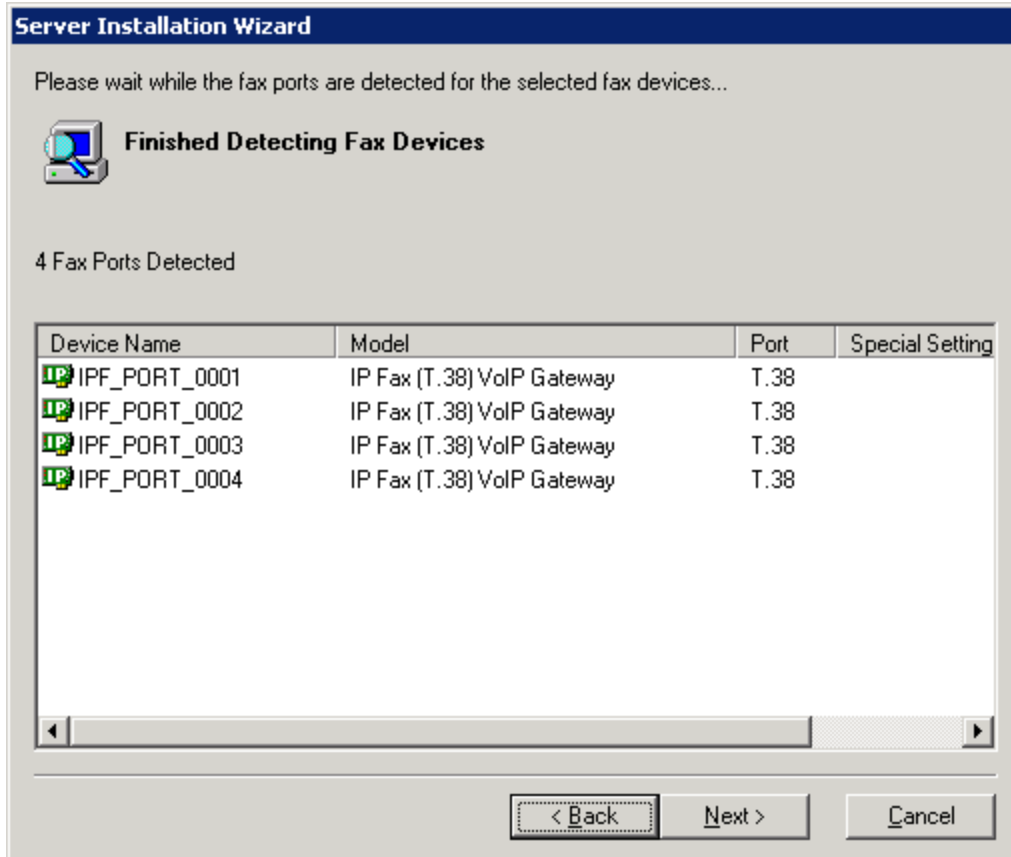 Server Installation Wizard
Please wait while the fax ports are detected for the selected fax devices...
Finished Detecting Fax Devices
4 Fax Ports Detected
Device Name Model Port Special Setting
IPF_PORT_0001 IP Fax (T.38) VoIP Gateway T.38
IPF_PORT_0002 IP Fax (T.38) VoIP Gateway T.38
IPF_PORT_0003 IP Fax (T.38) VoIP Gateway T.38
IPF_PORT_0004 IP Fax (T.38) VoIP Gateway T.38
< Back Next > Cancel